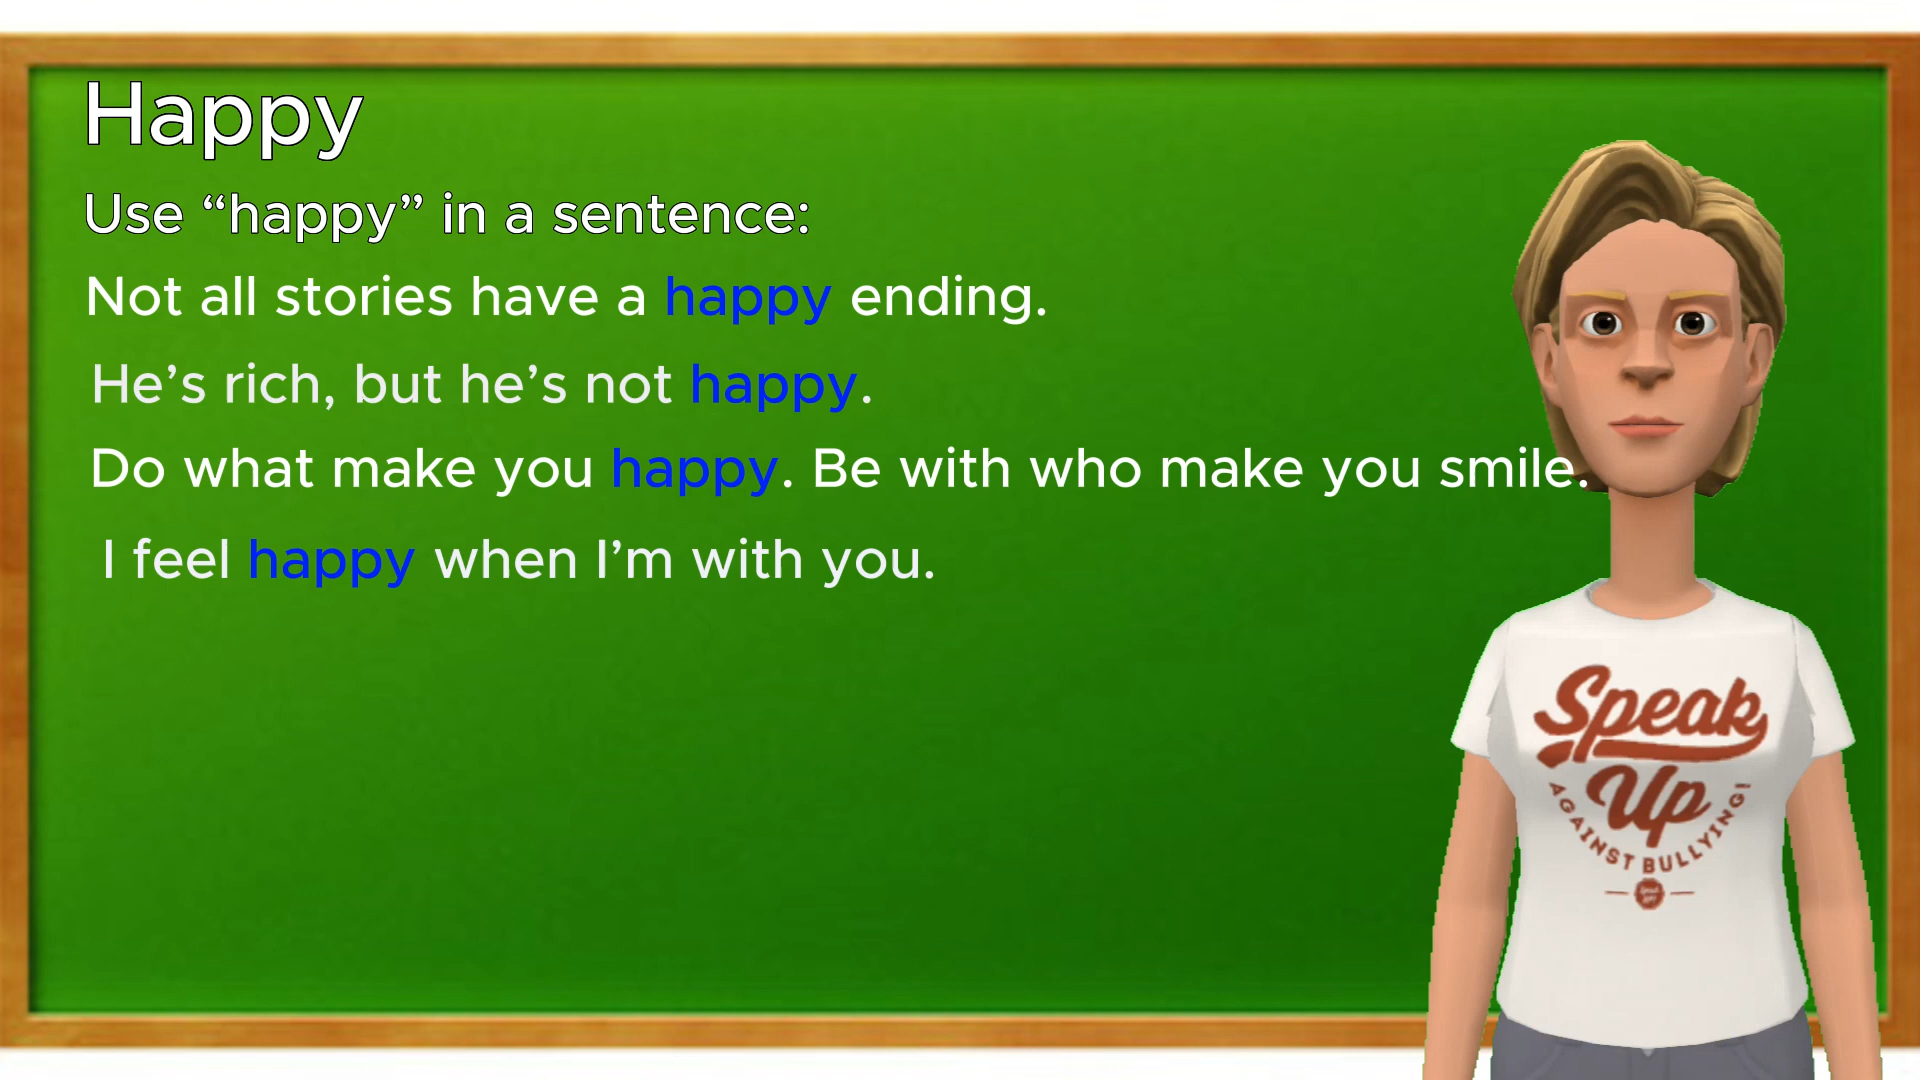 Happy
Use “happy” in a sentence:
Not all stories have a happy ending.
He’s rich, but he’s not happy.
Do what make you happy. Be with who make you smile.
I feel happy when I’m with you.
Speak
Up
AGAINST BULLYING!